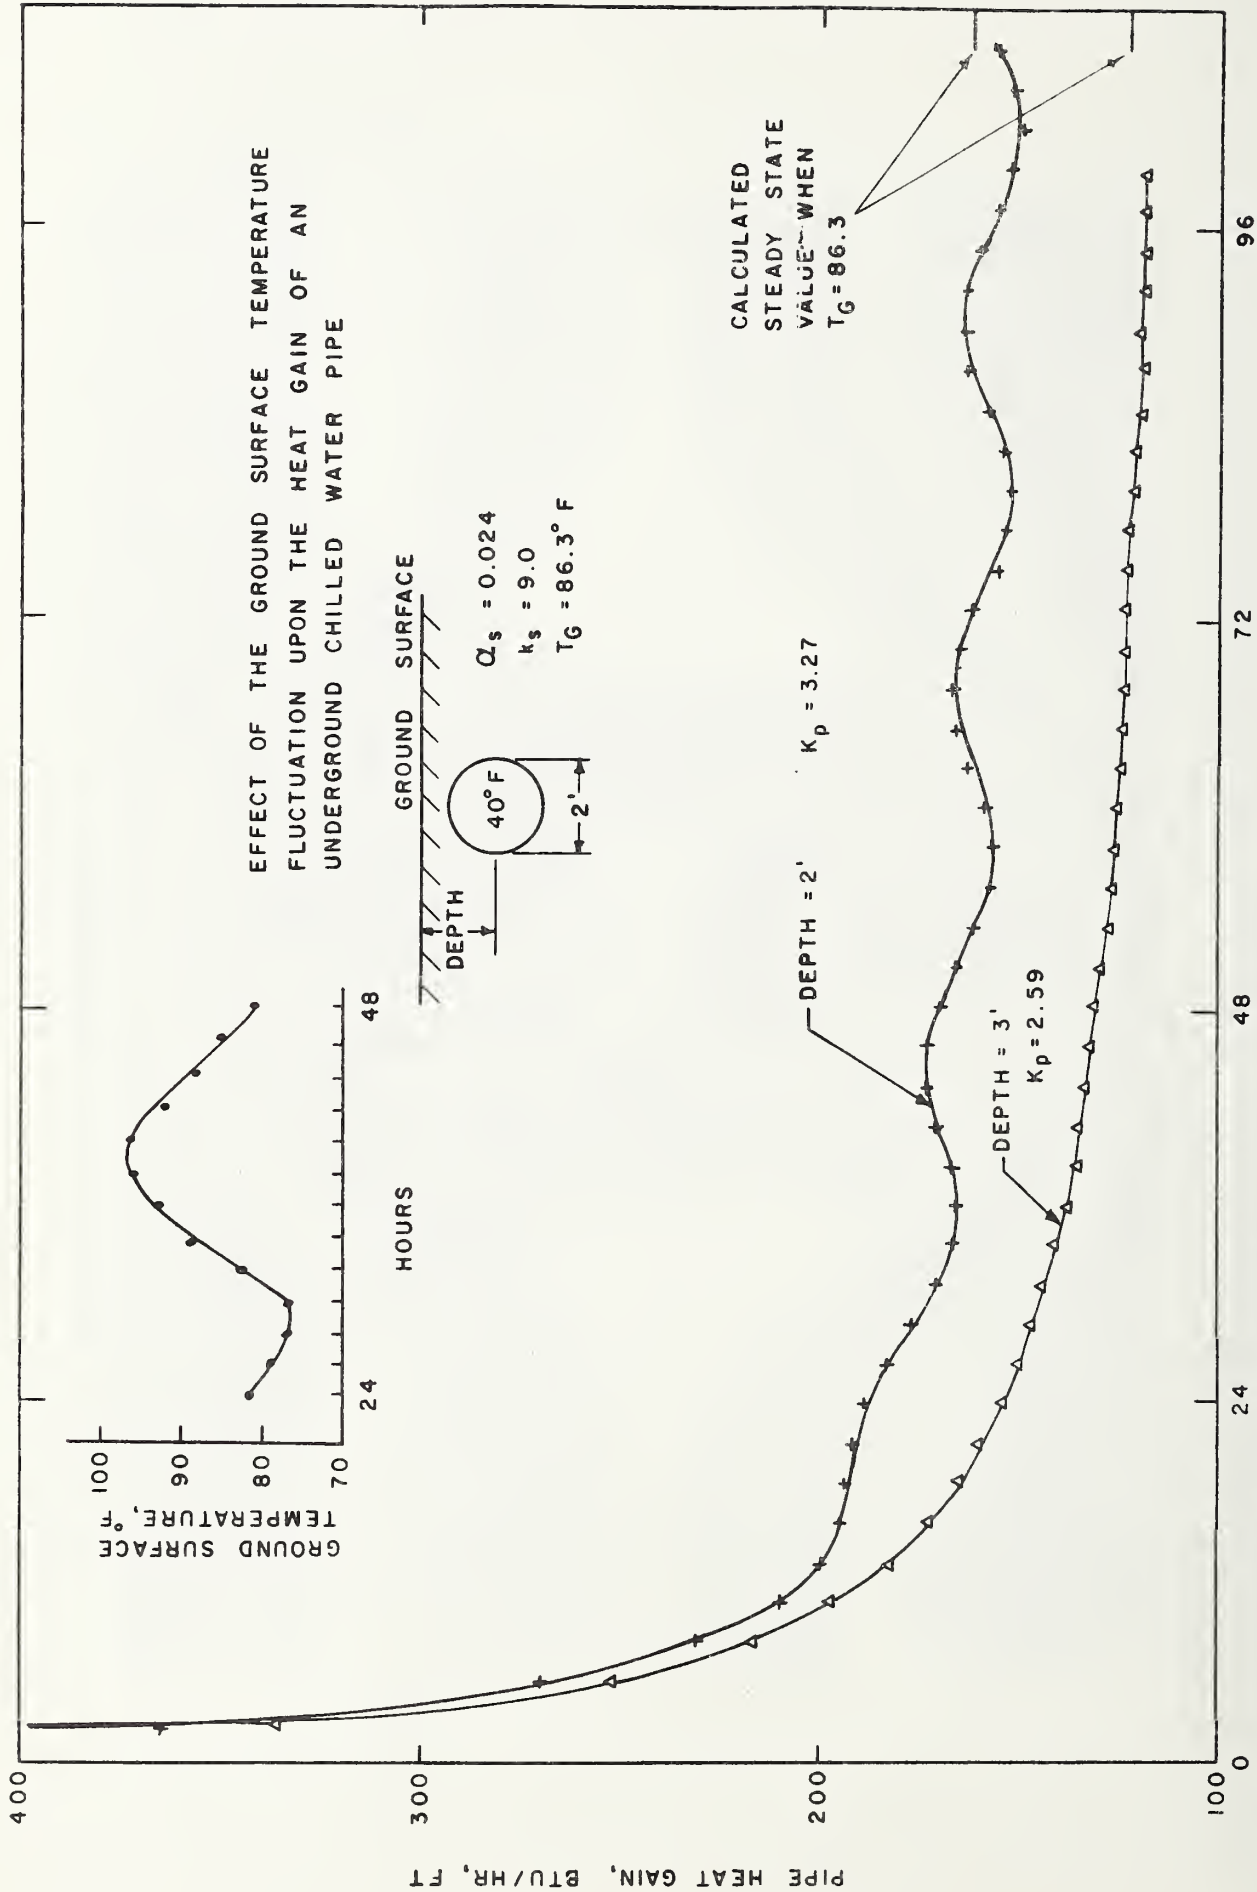 EFFECT OF THE GROUND SURFACE TEMPERATURE
FLUCTUATION UPON THE HEAT GAIN OF AN
UNDERGROUND CHILLED WATER PIPE
GROUND SURFACE
TEMPERATURE, °F
100
90
80
70
24
48
HOURS
GROUND SURFACE
DEPTH
40°F
2'
αs = 0.024
ks = 9.0
TG = 86.3° F
CALCULATED
STEADY STATE
VALUE WHEN
TG = 86.3
DEPTH = 2'
Kp = 3.27
DEPTH = 3'
Kp = 2.59
PIPE HEAT GAIN, BTU/HR, FT
400
300
200
100
0
24
48
72
96